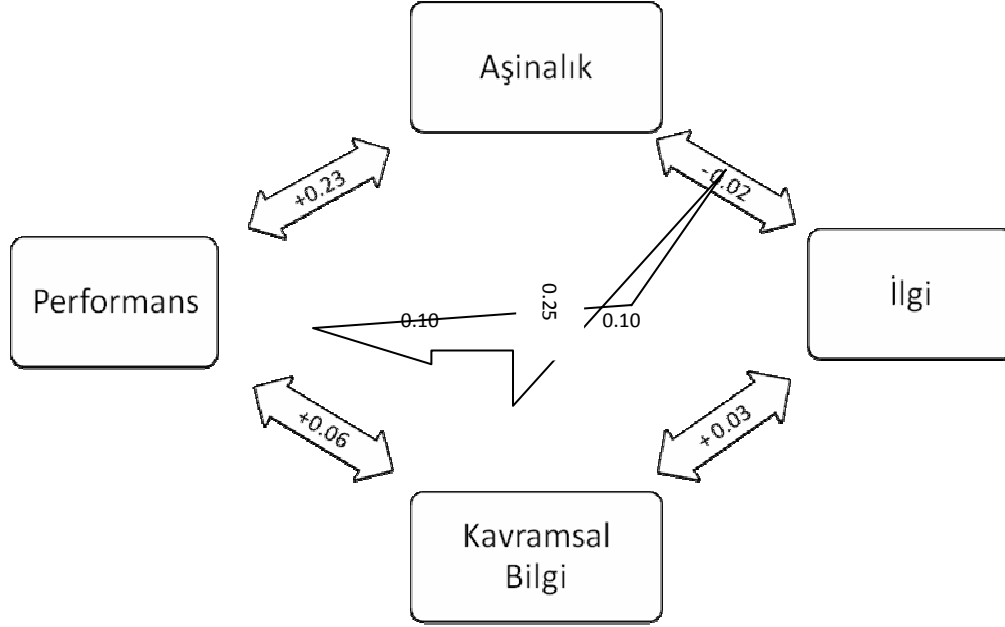 Aşinalık
+0.23
-0.02
Performans
İlgi
0.25
0.10
0.10
+0.06
+0.03
Kavramsal
Bilgi